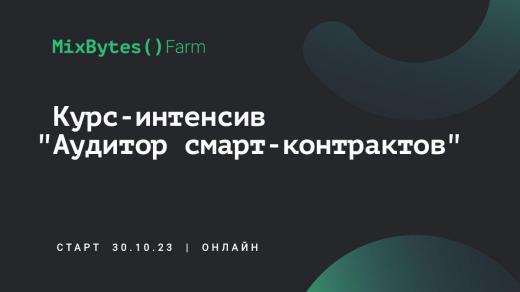 MixBytes()Farm
Курс-интенсив
"Аудитор смарт-контрактов"
СТАРТ 30.10.23 | ОНЛАЙН